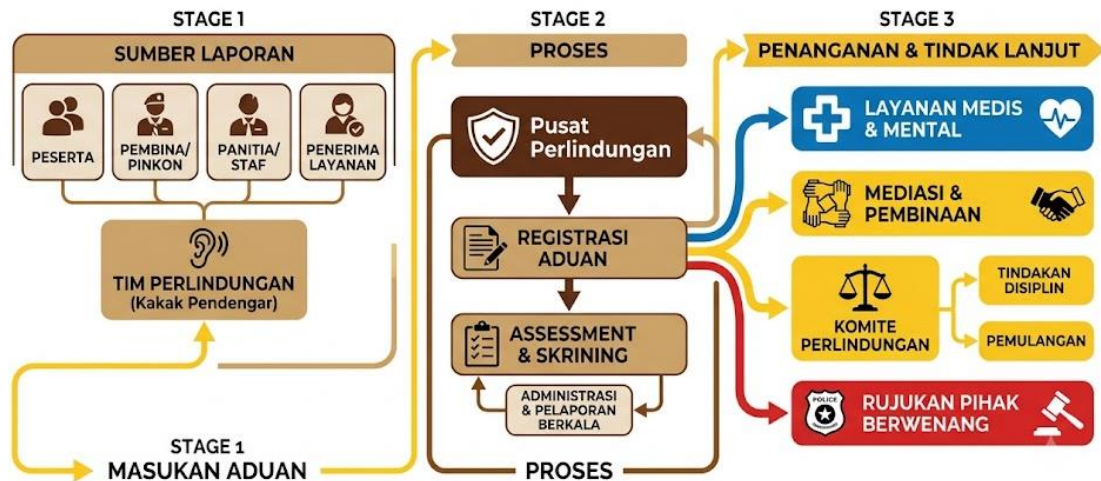 STAGE 1
SUMBER LAPORAN
PESERTA
PEMBINA/
PINKON
PANITIA/
STAF
PENERIMA
LAYANAN
TIM PERLINDUNGAN
(Kakak Pendengar)
STAGE 1
MASUKAN ADUAN
STAGE 2
PROSES
Pusat
Perlindungan
REGISTRASI
ADUAN
ASSESSMENT
& SKRINING
ADMINISTRASI
& PELAPORAN
BERKALA
PROSES
STAGE 3
PENANGANAN & TINDAK LANJUT
LAYANAN MEDIS
& MENTAL
MEDIASI &
PEMBINAAN
KOMITE
PERLINDUNGAN
TINDAKAN
DISIPLIN
PEMULANGAN
POLICE
RUJUKAN PIHAK
BERWENANG